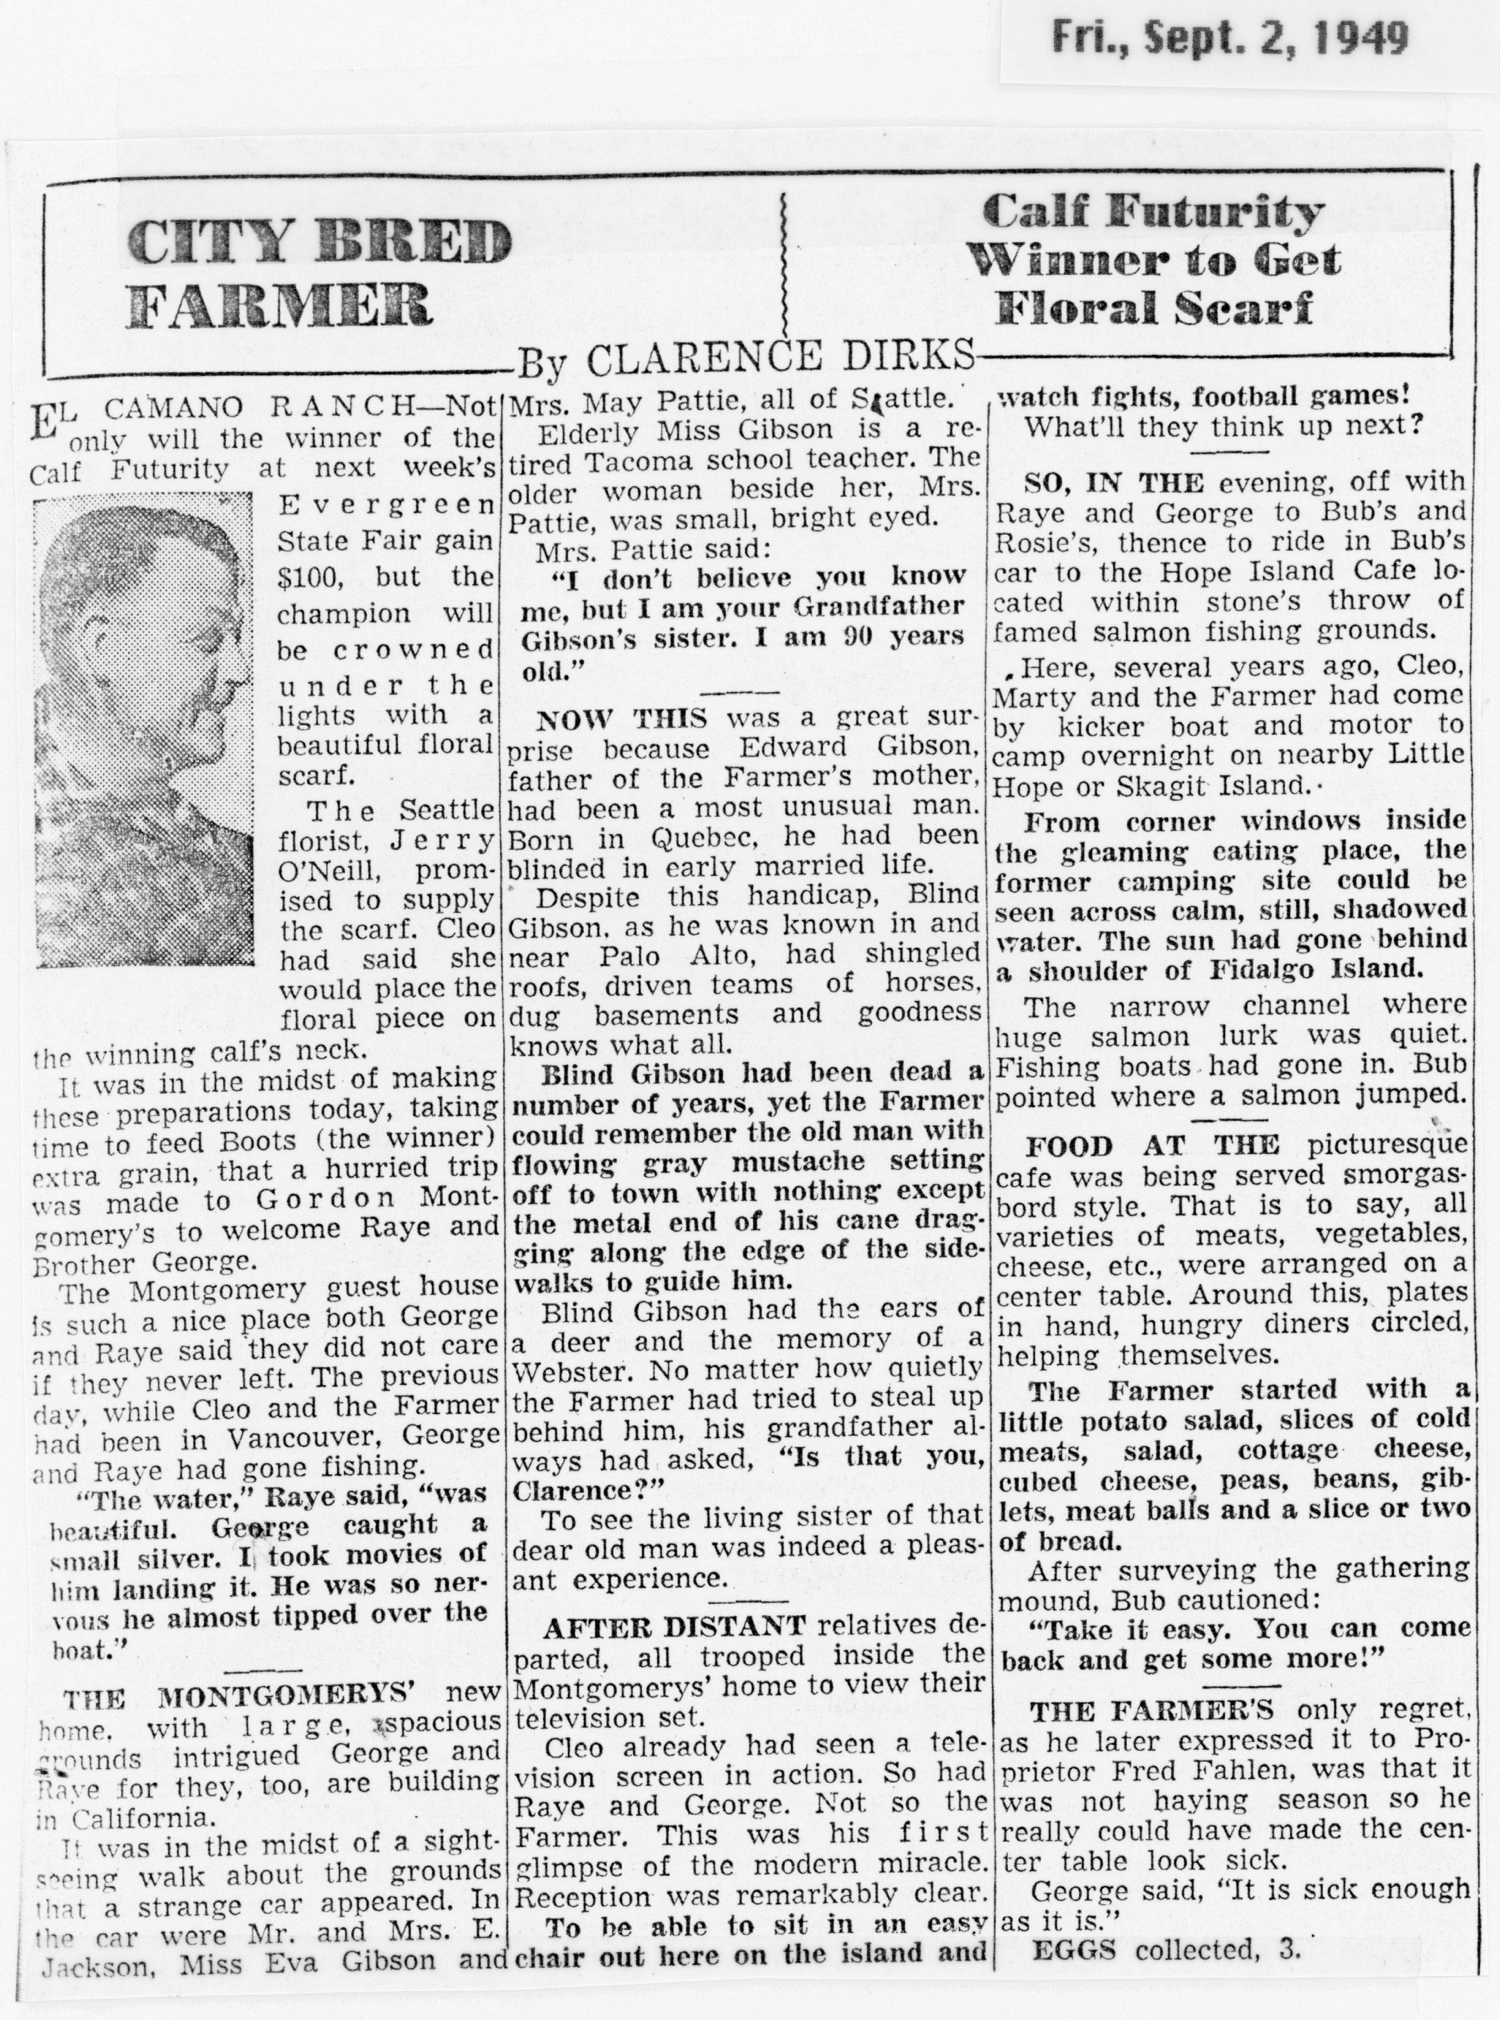 Fri., Sept. 2, 1949
CITY BRED
FARMER
Calf Futurity
Winner to Get
Floral Scarf
By CLARENCE DIRKS
EL CAMANO RANCH—Not
only will the winner of the
Calf Futurity at next week's
Evergreen
State Fair gain
$100, but the
champion will
be crowned
under the
lights with a
beautiful floral
scarf.
The Seattle
florist, Jerry
O'Neill, prom-
ised to supply
the scarf. Cleo
had said she
would place the
floral piece on
the winning calf's neck.
It was in the midst of making
these preparations today, taking
time to feed Boots (the winner)
extra grain, that a hurried trip
was made to Gordon Mont-
gomery's to welcome Raye and
Brother George.
The Montgomery guest house
is such a nice place both George
and Raye said they did not care
if they never left. The previous
day, while Cleo and the Farmer
had been in Vancouver, George
and Raye had gone fishing.
"The water," Raye said, "was
beautiful. George caught a
small silver. I took movies of
him landing it. He was so ner-
vous he almost tipped over the
boat."
THE MONTGOMERYS' new
home, with large, spacious
grounds intrigued George and
Raye for they, too, are building
in California.
It was in the midst of a sight-
seeing walk about the grounds
that a strange car appeared. In
the car were Mr. and Mrs. E.
Jackson, Miss Eva Gibson and
Mrs. May Pattie, all of Seattle.
Elderly Miss Gibson is a re-
tired Tacoma school teacher. The
older woman beside her, Mrs.
Pattie, was small, bright eyed.
Mrs. Pattie said:
"I don't believe you know
me, but I am your Grandfather
Gibson's sister. I am 90 years
old."
NOW THIS was a great sur-
prise because Edward Gibson,
father of the Farmer's mother,
had been a most unusual man.
Born in Quebec, he had been
blinded in early married life.
Despite this handicap, Blind
Gibson, as he was known in and
near Palo Alto, had shingled
roofs, driven teams of horses,
dug basements and goodness
knows what all.
Blind Gibson had been dead a
number of years, yet the Farmer
could remember the old man with
flowing gray mustache setting
off to town with nothing except
the metal end of his cane drag-
ging along the edge of the side-
walks to guide him.
Blind Gibson had the ears of
a deer and the memory of a
Webster. No matter how quietly
the Farmer had tried to steal up
behind him, his grandfather al-
ways had asked, "Is that you,
Clarence?"
To see the living sister of that
dear old man was indeed a pleas-
ant experience.
AFTER DISTANT relatives de-
parted, all trooped inside the
Montgomerys' home to view their
television set.
Cleo already had seen a tele-
vision screen in action. So had
Raye and George. Not so the
Farmer. This was his first
glimpse of the modern miracle.
Reception was remarkably clear.
To be able to sit in an easy
chair out here on the island and
watch fights, football games!
What'll they think up next?
SO, IN THE evening, off with
Raye and George to Bub's and
Rosie's, thence to ride in Bub's
car to the Hope Island Cafe lo-
cated within stone's throw of
famed salmon fishing grounds.
Here, several years ago, Cleo,
Marty and the Farmer had come
by kicker boat and motor to
camp overnight on nearby Little
Hope or Skagit Island.
From corner windows inside
the gleaming eating place, the
former camping site could be
seen across calm, still, shadowed
water. The sun had gone behind
a shoulder of Fidalgo Island.
The narrow channel where
huge salmon lurk was quiet.
Fishing boats had gone in. Bub
pointed where a salmon jumped.
FOOD AT THE picturesque
cafe was being served smorgas-
bord style. That is to say, all
varieties of meats, vegetables,
cheese, etc., were arranged on a
center table. Around this, plates
in hand, hungry diners circled,
helping themselves.
The Farmer started with a
little potato salad, slices of cold
meats, salad, cottage cheese,
cubed cheese, peas, beans, gib-
lets, meat balls and a slice or two
of bread.
After surveying the gathering
mound, Bub cautioned:
"Take it easy. You can come
back and get some more!"
THE FARMER'S only regret,
as he later expressed it to Pro-
prietor Fred Fahlen, was that it
was not haying season so he
really could have made the cen-
ter table look sick.
George said, "It is sick enough
as it is."
EGGS collected, 3.